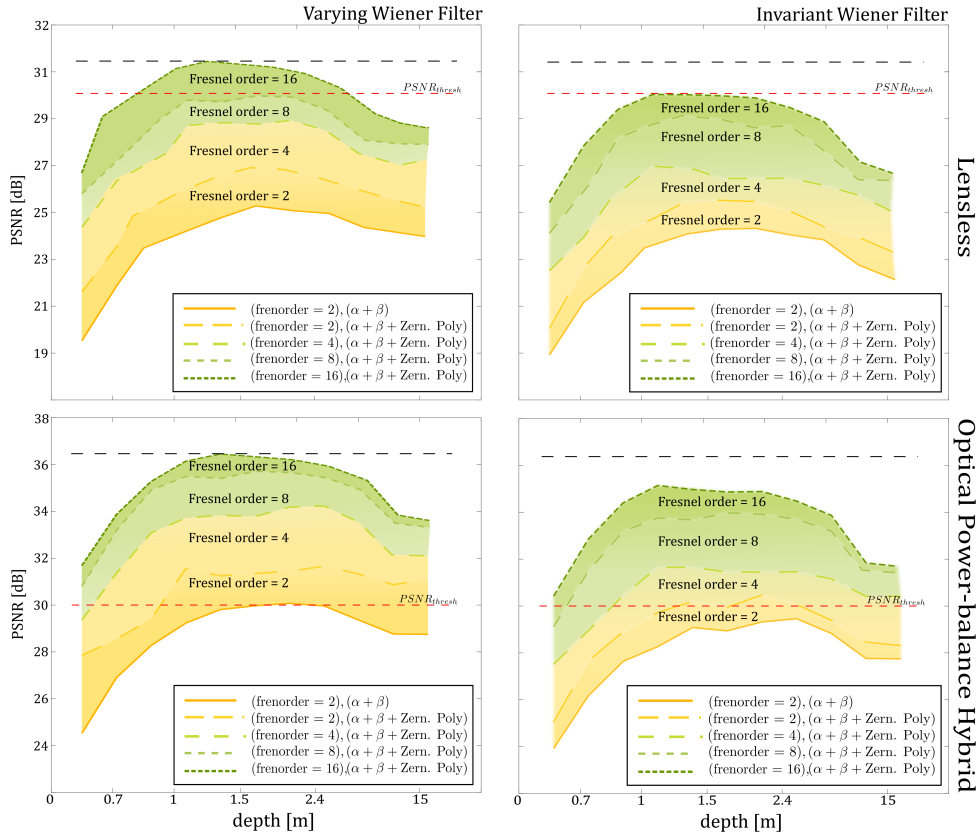 Varying Wiener Filter
Invariant Wiener Filter
32
31
29
27
25
23
21
19
PSNR [dB]
PSNR_thresh
Fresnel order = 16
Fresnel order = 8
Fresnel order = 4
Fresnel order = 2
(frenorder = 2), (α + β)
(frenorder = 2), (α + β + Zern. Poly)
(frenorder = 4), (α + β + Zern. Poly)
(frenorder = 8), (α + β + Zern. Poly)
(frenorder = 16), (α + β + Zern. Poly)
PSNR_thresh
Fresnel order = 16
Fresnel order = 8
Fresnel order = 4
Fresnel order = 2
(frenorder = 2), (α + β)
(frenorder = 2), (α + β + Zern. Poly)
(frenorder = 4), (α + β + Zern. Poly)
(frenorder = 8), (α + β + Zern. Poly)
(frenorder = 16), (α + β + Zern. Poly)
Lensless
38
36
34
32
30
28
26
24
PSNR [dB]
Fresnel order = 16
Fresnel order = 8
Fresnel order = 4
Fresnel order = 2
PSNR_thresh
(frenorder = 2), (α + β)
(frenorder = 2), (α + β + Zern. Poly)
(frenorder = 4), (α + β + Zern. Poly)
(frenorder = 8), (α + β + Zern. Poly)
(frenorder = 16), (α + β + Zern. Poly)
0 0.7 1 1.5 2.4 15
depth [m]
Fresnel order = 16
Fresnel order = 8
Fresnel order = 4
Fresnel order = 2
PSNR_thresh
(frenorder = 2), (α + β)
(frenorder = 2), (α + β + Zern. Poly)
(frenorder = 4), (α + β + Zern. Poly)
(frenorder = 8), (α + β + Zern. Poly)
(frenorder = 16), (α + β + Zern. Poly)
0 0.7 1 1.5 2.4 15
depth [m]
Optical Power-balance Hybrid